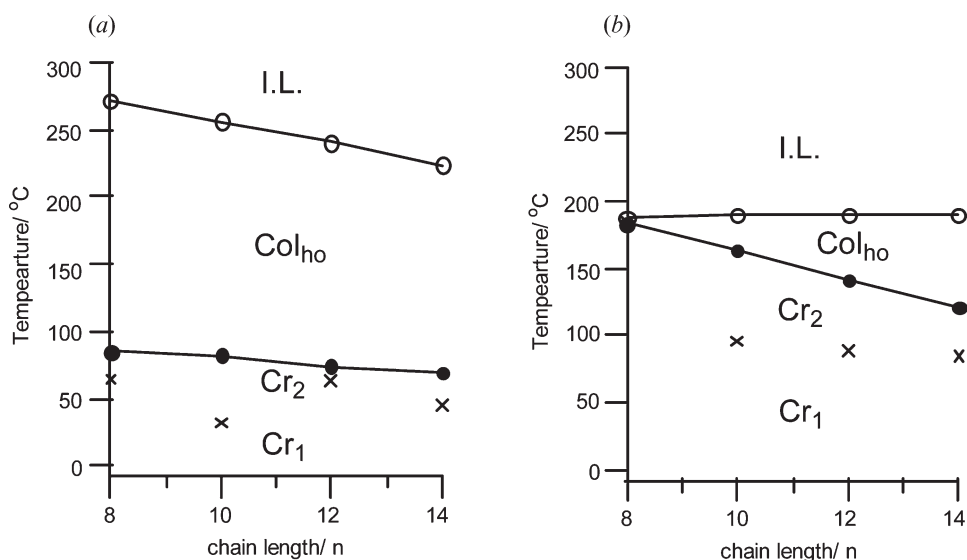 (a)
300
250
200
150
100
50
0
Tempearture/ °C
I.L.
Colho
Cr2
Cr1
8
10
12
14
chain length/ n
(b)
300
250
200
150
100
50
0
Tempearture/ °C
I.L.
Colho
Cr2
Cr1
8
10
12
14
chain length/ n